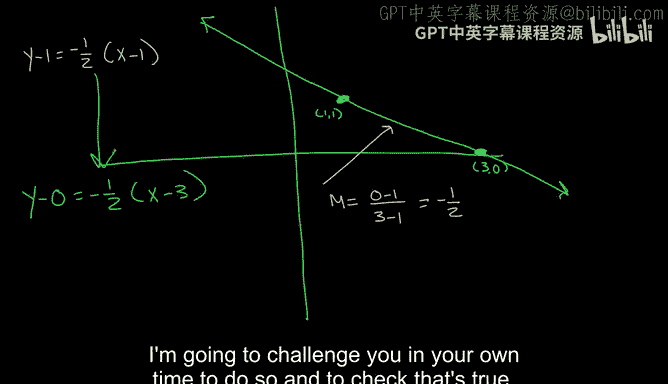 GPT中英字幕课程资源@bilibili.com
GPT中英字幕课程资源 bilibili
y-1=-1/2 (x-1)
(1,1)
(3,0)
y-0=-1/2 (x-3)
M= 0-1/3-1 = -1/2
I'm going to challenge you in your own
time to do so and to check that's true